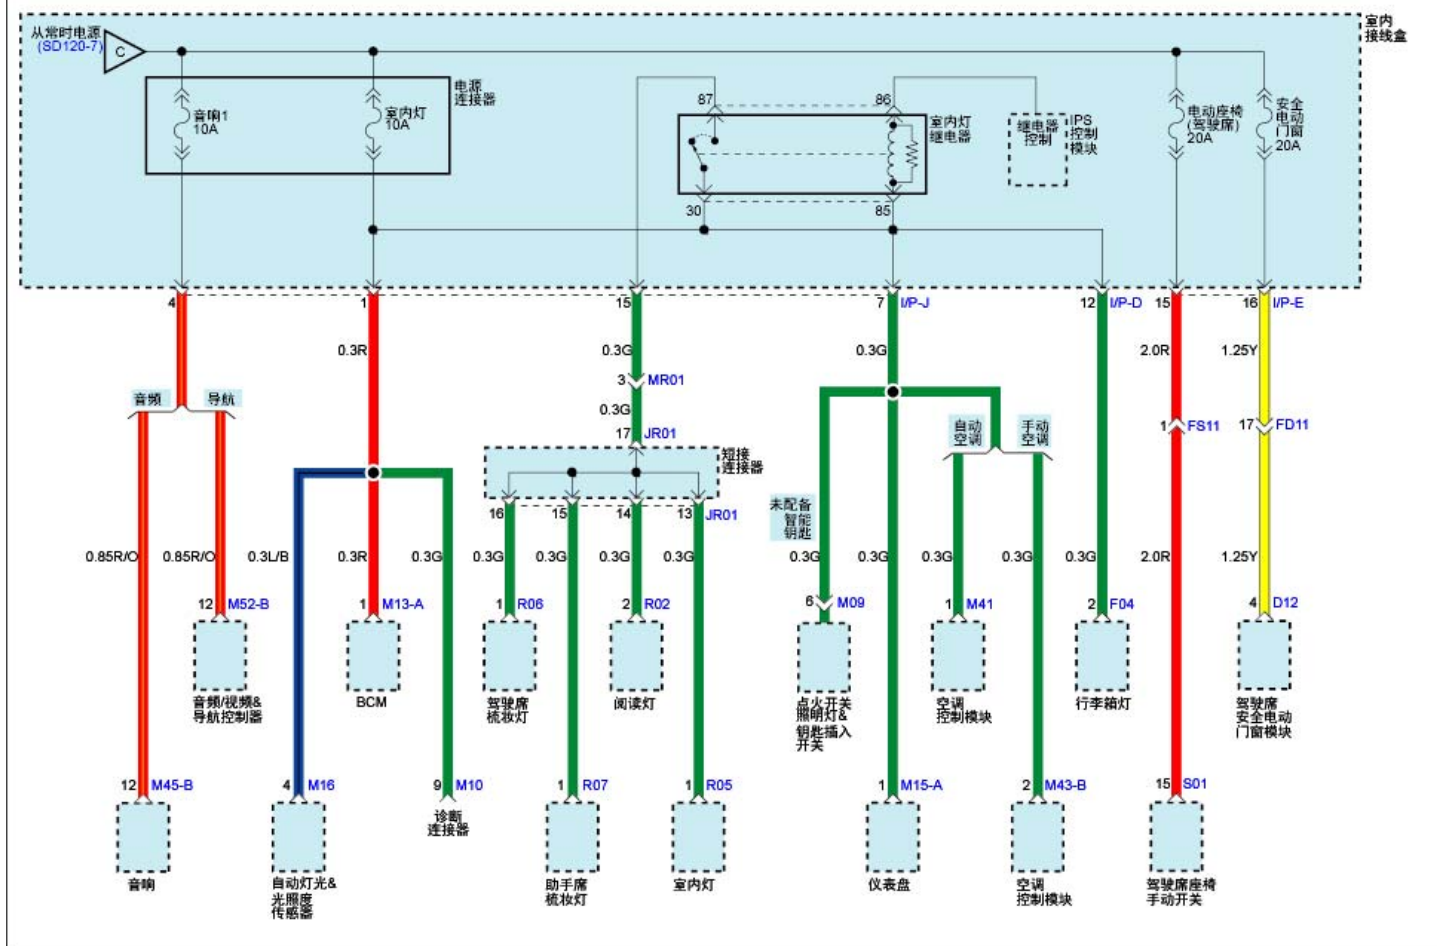 从常时电源
(SD120-7)
C
室内
接线盒
音响1
10A
室内灯
10A
电源
连接器
87
86
室内灯
继电器
继电器
控制
IPS
控制
模块
电动座椅
(驾驶席)
20A
安全
电动
门窗
20A
30
85
4
1
15
7
I/P-J
12
I/P-D
15
16
I/P-E
0.3R
0.3G
0.3G
2.0R
1.25Y
3
MR01
音频
导航
0.3G
17
JR01
自动
空调
手动
空调
1
FS11
17
FD11
短接
连接器
16
15
14
13
JR01
未配备
智能
钥匙
0.85R/O
0.85R/O
0.3L/B
0.3R
0.3G
0.3G
0.3G
0.3G
0.3G
0.3G
0.3G
0.3G
0.3G
0.3G
2.0R
1.25Y
12
M52-B
1
M13-A
1
R06
2
R02
6
M09
1
M41
2
F04
4
D12
音频/视频&
导航控制器
BCM
驾驶席
梳妆灯
阅读灯
点火开关
照明灯&
钥匙插入
开关
空调
控制模块
行李箱灯
驾驶席
安全电动
门窗模块
12
M45-B
4
M16
9
M10
1
R07
1
R05
1
M15-A
2
M43-B
15
S01
诊断
连接器
音响
自动灯光&
光照度
传感器
助手席
梳妆灯
室内灯
仪表盘
空调
控制模块
驾驶席座椅
手动开关